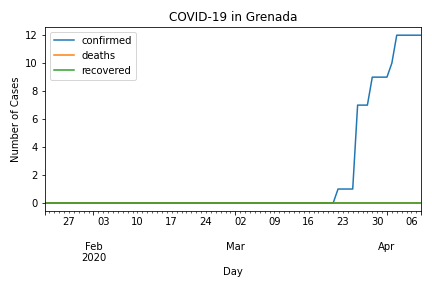 COVID-19 in Grenada
confirmed
deaths
recovered
Number of Cases
12
10
8
6
4
2
0
27 03 10 17 24 02 09 16 23 30 06
Feb Mar Apr
2020
Day